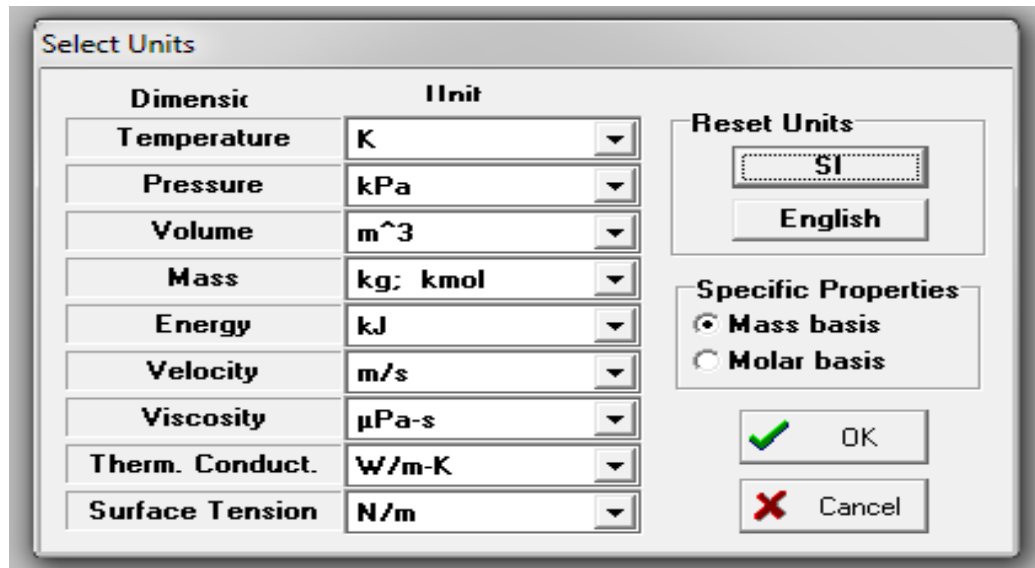 Select Units
Dimensic Unit
Temperature K
Pressure kPa
Volume m^3
Mass kg; kmol
Energy kJ
Velocity m/s
Viscosity µPa-s
Therm. Conduct. W/m-K
Surface Tension N/m
Reset Units
SI
English
Specific Properties
Mass basis
Molar basis
OK
Cancel